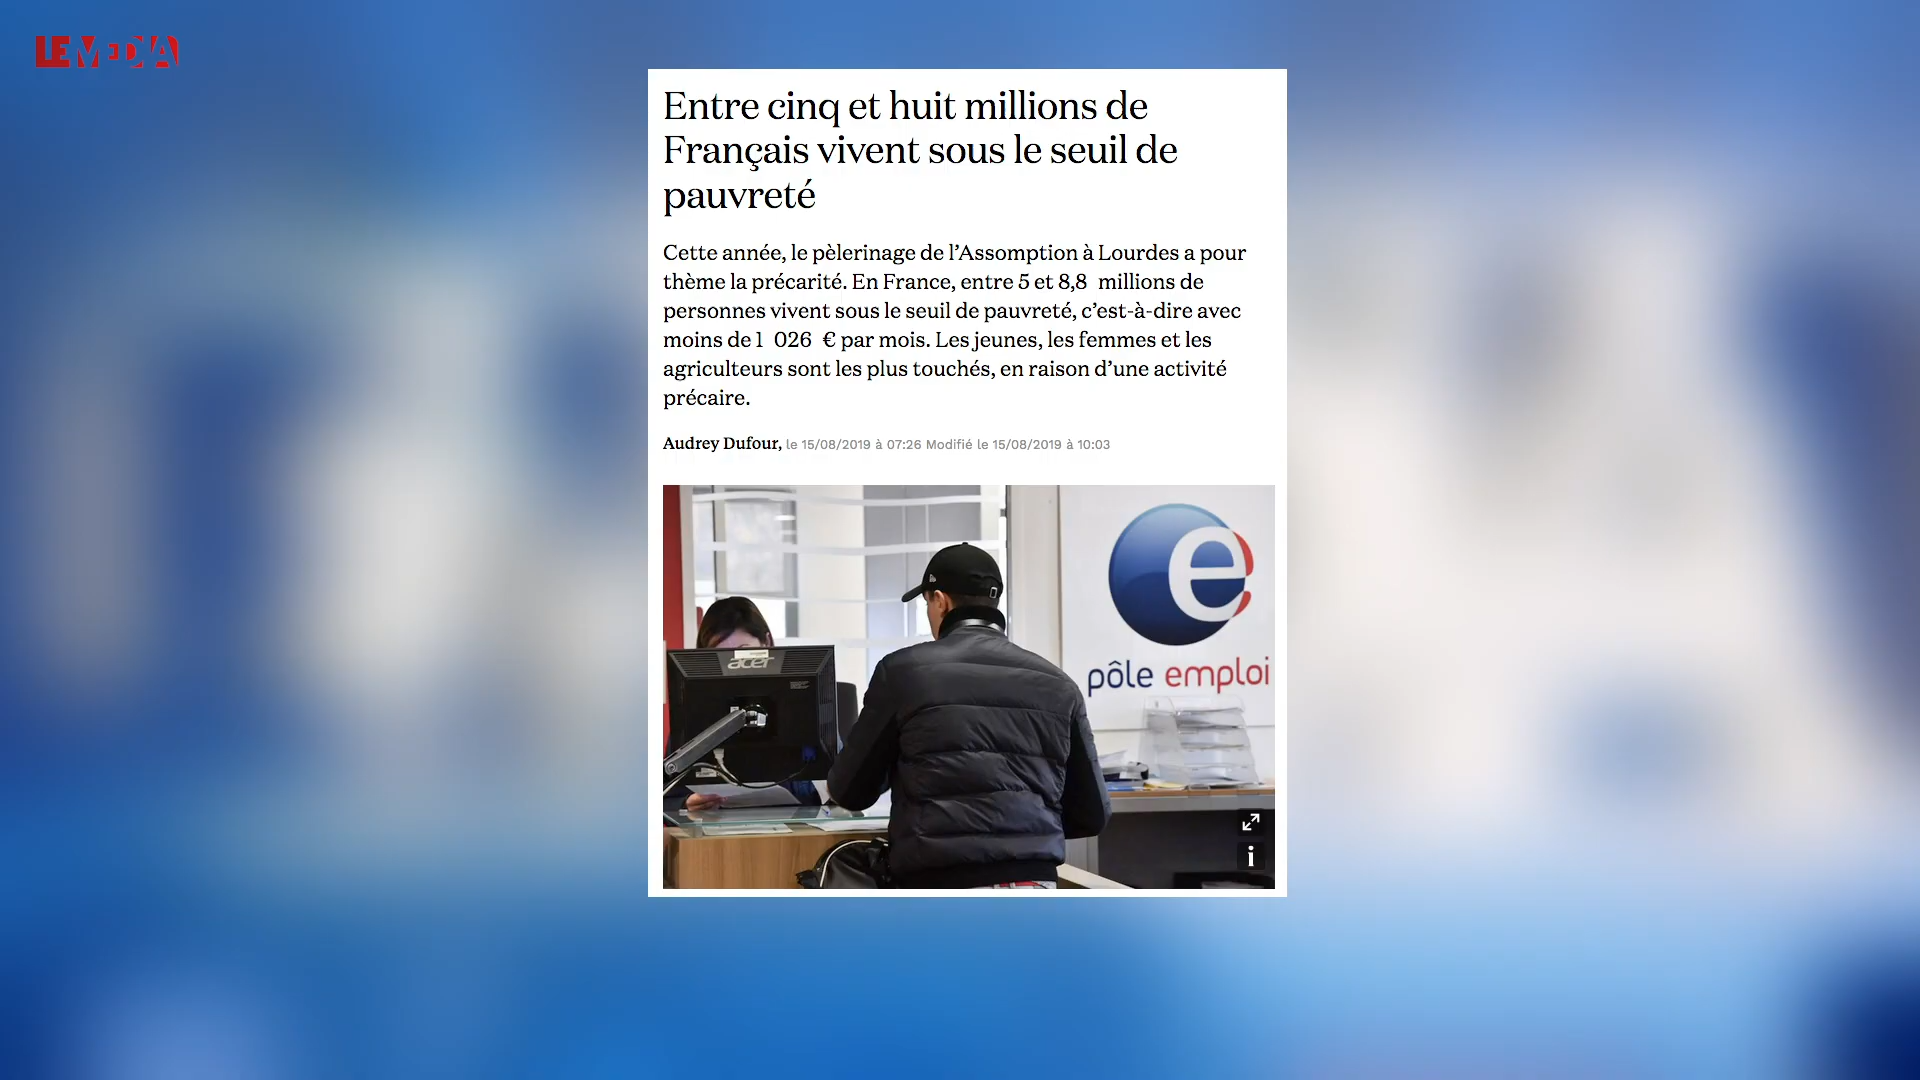 LE MEDIA
Entre cinq et huit millions de
Français vivent sous le seuil de
pauvreté
Cette année, le pèlerinage de l’Assomption à Lourdes a pour
thème la précarité. En France, entre 5 et 8,8 millions de
personnes vivent sous le seuil de pauvreté, c’est-à-dire avec
moins de 1 026 € par mois. Les jeunes, les femmes et les
agriculteurs sont les plus touchés, en raison d’une activité
précaire.
Audrey Dufour, le 15/08/2019 à 07:26 Modifié le 15/08/2019 à 10:03
e
pôle emploi
acer
i